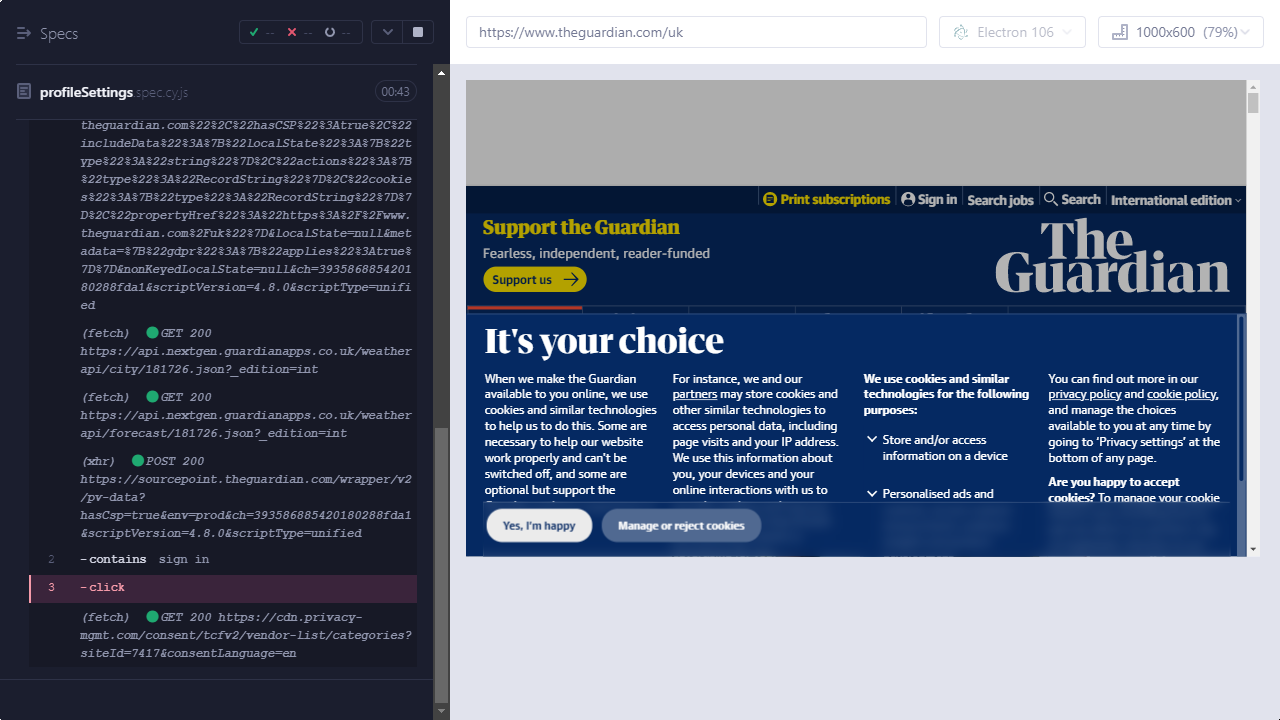 Specs
--
--
--
https://www.theguardian.com/uk
Electron 106
1000x600 (79%)
profileSettings.spec.cy.js
00:43
theguardian.com%22%2C%22hasCSP%22%3Atrue%2C%22
includeData%22%3A%7B%22localState%22%3A%7B%22t
ype%22%3A%22string%22%7D%2C%22actions%22%3A%7B
%22type%22%3A%22RecordString%22%7D%2C%22cookie
s%22%3A%7B%22type%22%3A%22RecordString%22%7D%7
D%2C%22propertyHref%22%3A%22https%3A%2F%2Fwww.
theguardian.com%2Fuk%22%7D&localState=null&met
adata=%7B%22gdpr%22%3A%7B%22applies%22%3Atrue%
7D%7D&nonKeyedLocalState=null&ch=3935868854201
80288fda1&scriptVersion=4.8.0&scriptType=unifi
ed
(fetch) GET 200
https://api.nextgen.guardianapps.co.uk/weather
api/city/181726.json?_edition=int
(fetch) GET 200
https://api.nextgen.guardianapps.co.uk/weather
api/forecast/181726.json?_edition=int
(xhr) POST 200
https://sourcepoint.theguardian.com/wrapper/v2
/pv-data?
hasCsp=true&env=prod&ch=393586885420180288fda1
&scriptVersion=4.8.0&scriptType=unified
2 -contains sign in
3 -click
(fetch) GET 200 https://cdn.privacy-
mgmt.com/consent/tcfv2/vendor-list/categories?
siteId=7417&consentLanguage=en
Print subscriptions
Sign in
Search jobs
Search
International edition
Support the Guardian
Fearless, independent, reader-funded
Support us
The
Guardian
It's your choice
When we make the Guardian
available to you online, we use
cookies and similar technologies
to help us to do this. Some are
necessary to help our website
work properly and can't be
switched off, and some are
optional but support the
For instance, we and our
partners may store cookies and
other similar technologies to
access personal data, including
page visits and your IP address.
We use this information about
you, your devices and your
online interactions with us to
We use cookies and similar
technologies for the following
purposes:
Store and/or access
information on a device
Personalised ads and
You can find out more in our
privacy policy and cookie policy,
and manage the choices
available to you at any time by
going to ‘Privacy settings’ at the
bottom of any page.
Are you happy to accept
cookies? To manage your cookie
Yes, I'm happy
Manage or reject cookies